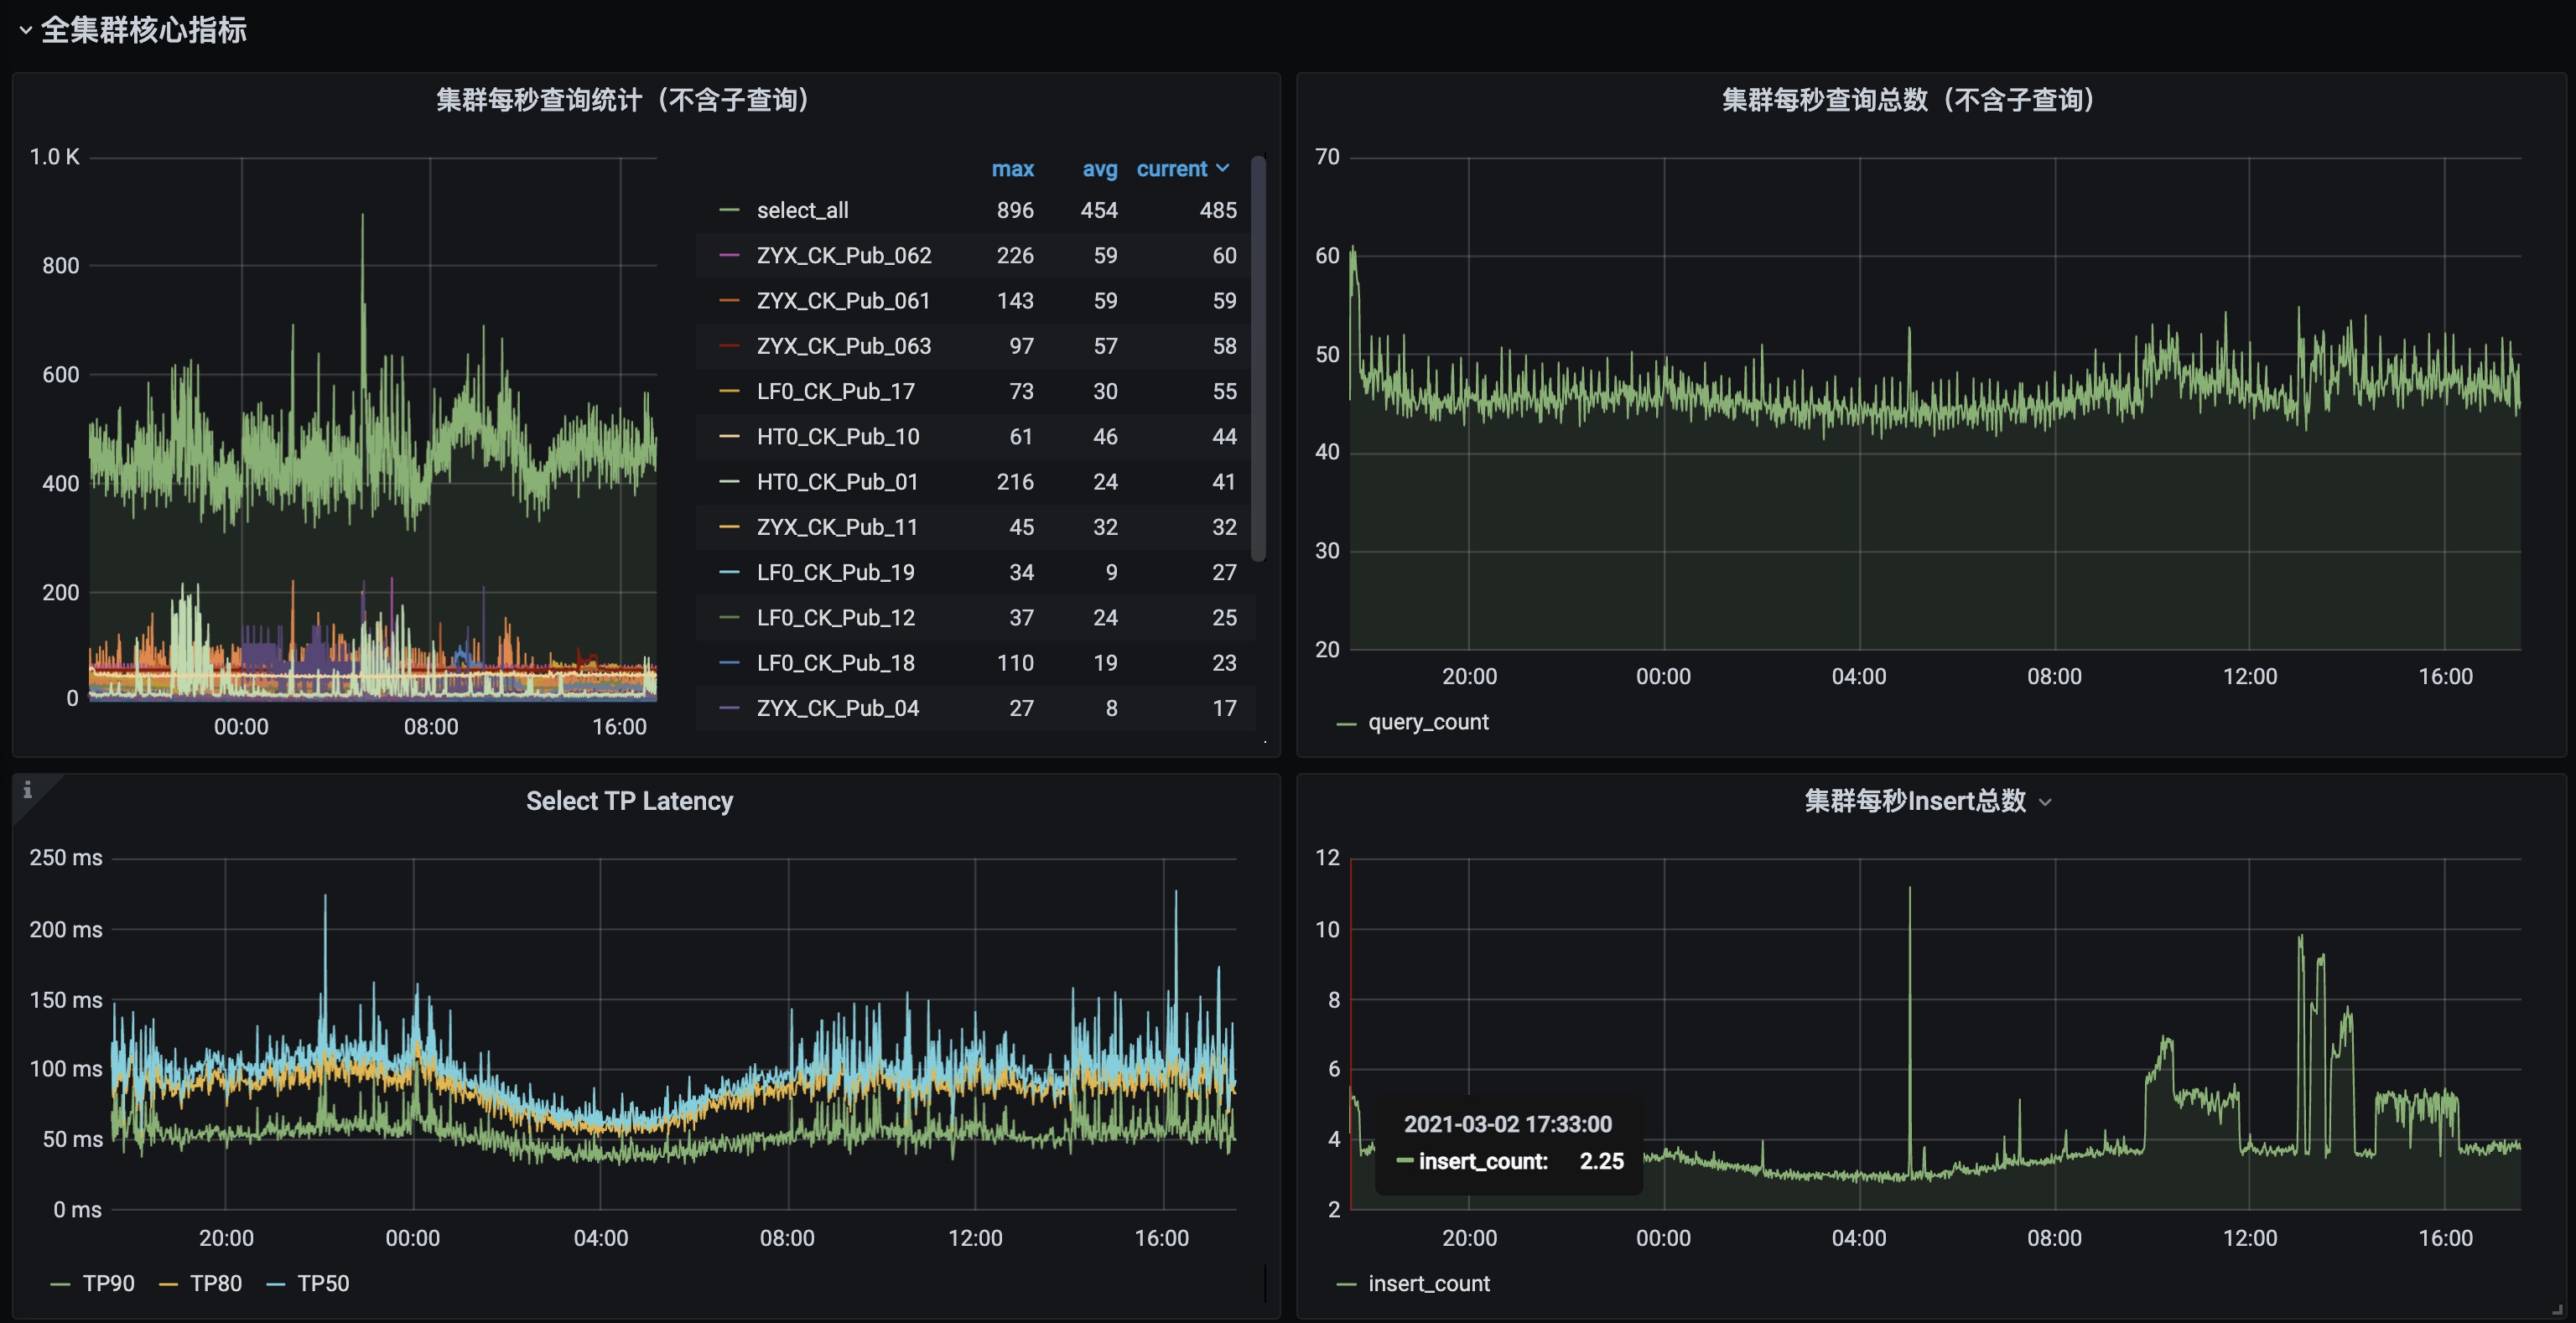 全集群核心指标
集群每秒查询统计（不含子查询）
1.0 K
800
600
400
200
0
00:00 08:00 16:00
max avg current
select_all 896 454 485
ZYX_CK_Pub_062 226 59 60
ZYX_CK_Pub_061 143 59 59
ZYX_CK_Pub_063 97 57 58
LF0_CK_Pub_17 73 30 55
HT0_CK_Pub_10 61 46 44
HT0_CK_Pub_01 216 24 41
ZYX_CK_Pub_11 45 32 32
LF0_CK_Pub_19 34 9 27
LF0_CK_Pub_12 37 24 25
LF0_CK_Pub_18 110 19 23
ZYX_CK_Pub_04 27 8 17
集群每秒查询总数（不含子查询）
70
60
50
40
30
20
20:00 00:00 04:00 08:00 12:00 16:00
query_count
i
Select TP Latency
250 ms
200 ms
150 ms
100 ms
50 ms
0 ms
20:00 00:00 04:00 08:00 12:00 16:00
TP90 TP80 TP50
集群每秒Insert总数
12
10
8
6
4
2
2021-03-02 17:33:00
insert_count: 2.25
20:00 00:00 04:00 08:00 12:00 16:00
insert_count